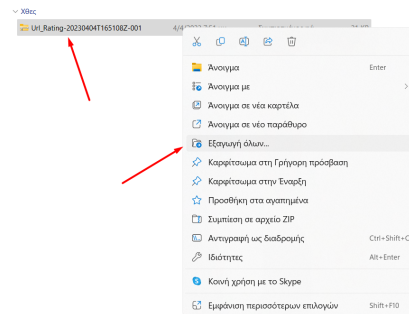 Χθες
Url_Rating-20230404T165108Z-001
Άνοιγμα Enter
Άνοιγμα με
Άνοιγμα σε νέα καρτέλα
Άνοιγμα σε νέο παράθυρο
Εξαγωγή όλων...
Καρφίτσωμα στη Γρήγορη πρόσβαση
Καρφίτσωμα στην Έναρξη
Προσθήκη στα αγαπημένα
Συμπίεση σε αρχείο ZIP
Αντιγραφή ως διαδρομής Ctrl+Shift+C
Ιδιότητες Alt+Enter
Κοινή χρήση με το Skype
Εμφάνιση περισσότερων επιλογών Shift+F10